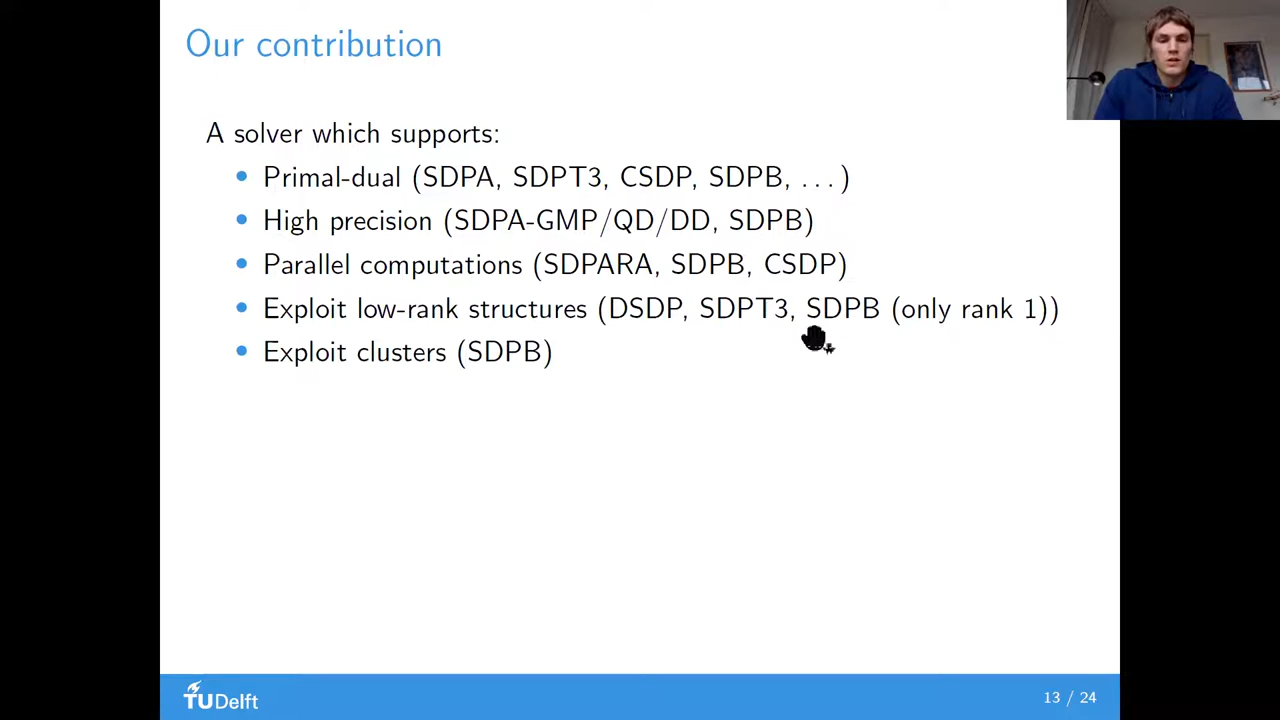 Our contribution
A solver which supports:
• Primal-dual (SDPA, SDPT3, CSDP, SDPB, . . . )
• High precision (SDPA-GMP/QD/DD, SDPB)
• Parallel computations (SDPARA, SDPB, CSDP)
• Exploit low-rank structures (DSDP, SDPT3, SDPB (only rank 1))
• Exploit clusters (SDPB)
TUDelft
13 / 24